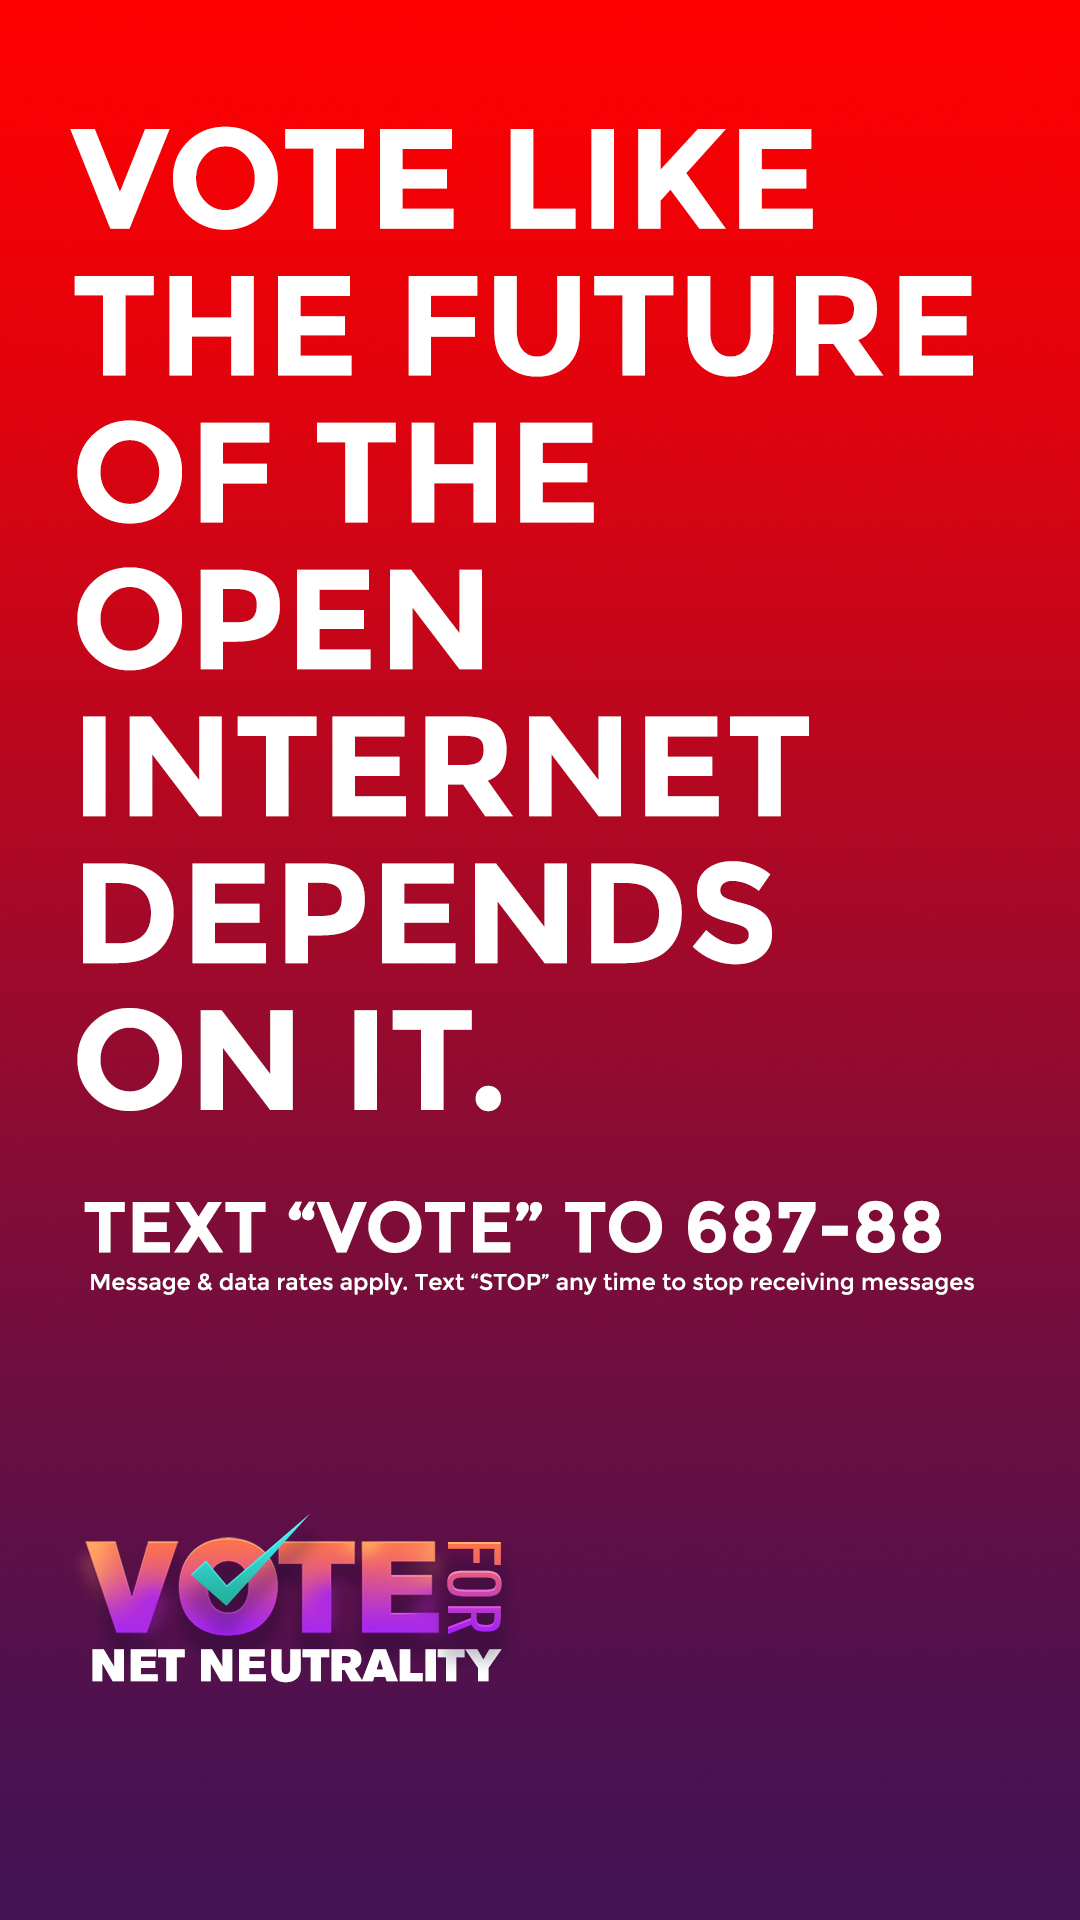 VOTE LIKE
THE FUTURE
OF THE
OPEN
INTERNET
DEPENDS
ON IT.
TEXT “VOTE” TO 687-88
Message & data rates apply. Text “STOP” any time to stop receiving messages
VOTE FOR
NET NEUTRALITY